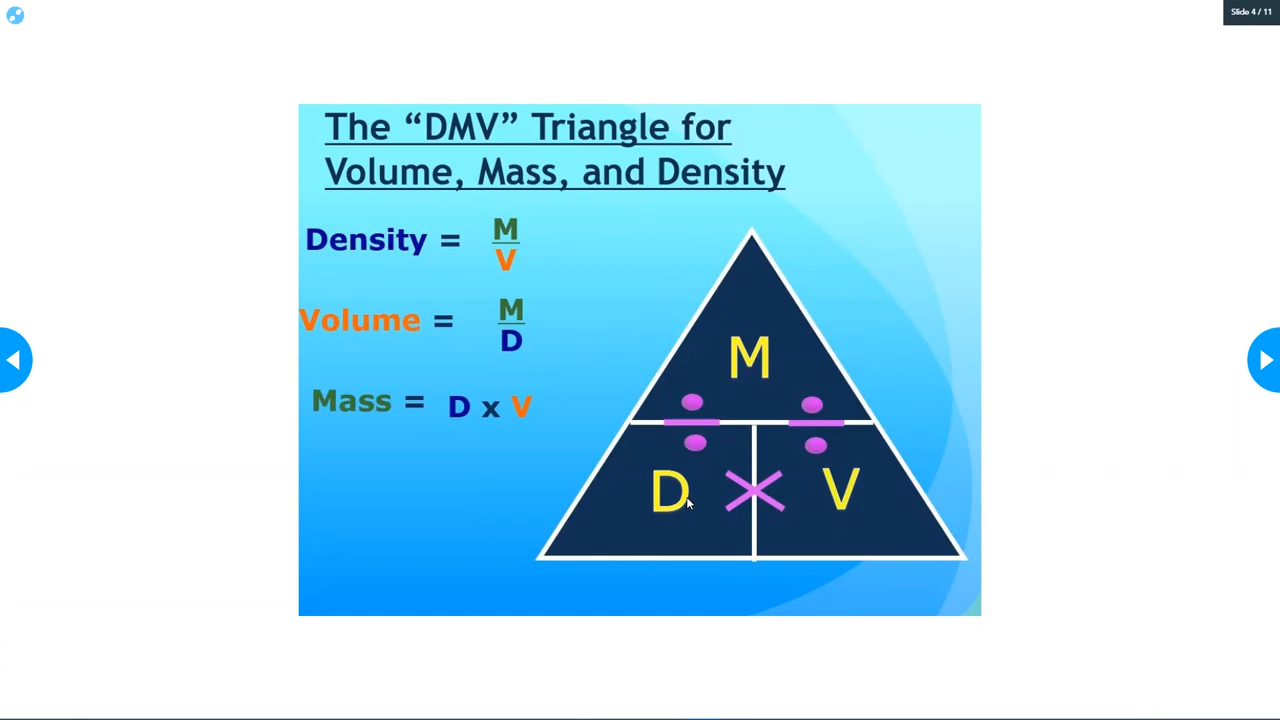 Slide 4 / 11
The “DMV” Triangle for
Volume, Mass, and Density
Density = M
V
Volume = M
D
Mass = D x V
M
÷ ÷
D × V